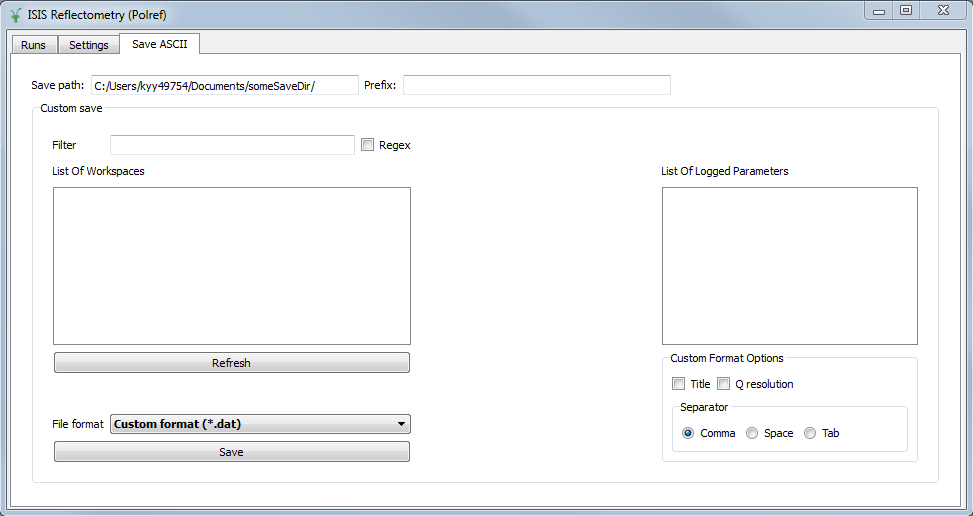 ISIS Reflectometry (Polref)
Runs Settings Save ASCII
Save path: C:/Users/kyy49754/Documents/someSaveDir/ Prefix:
Custom save
Filter Regex
List Of Workspaces List Of Logged Parameters
Refresh
Custom Format Options
Title Q resolution
Separator
File format Custom format (*.dat)
Comma Space Tab
Save